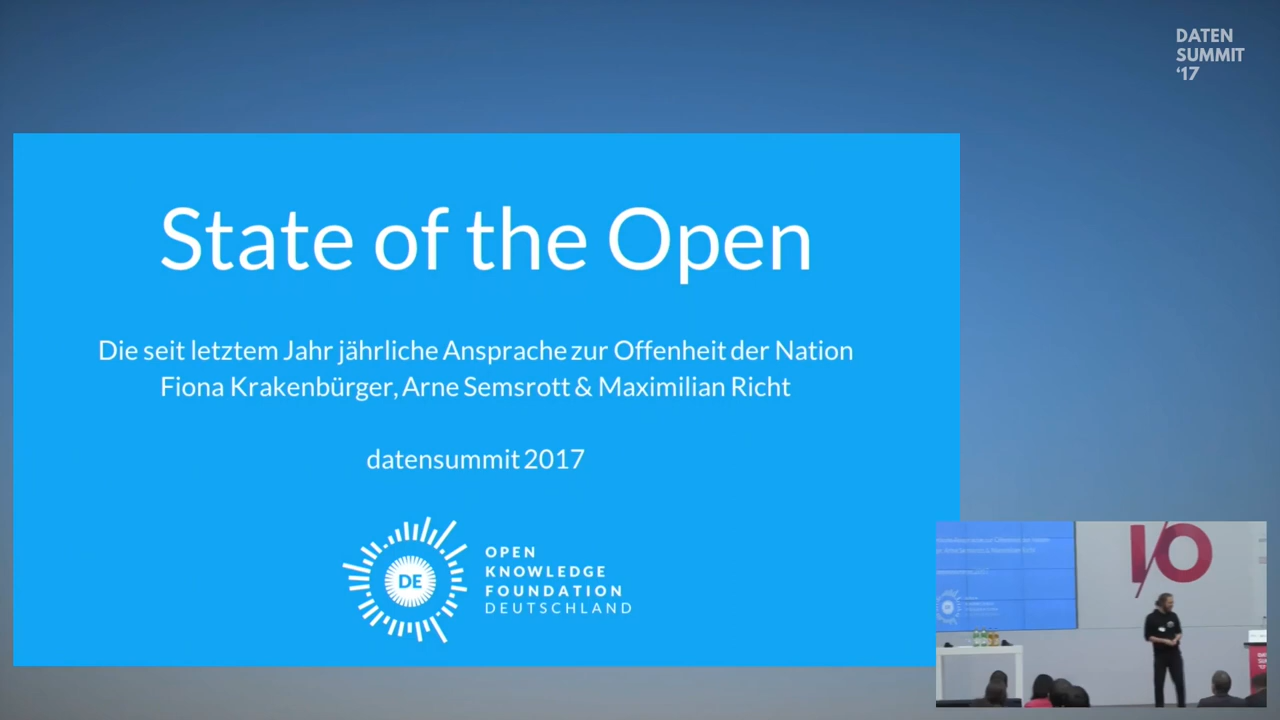 DATEN
SUMMIT
‘17
State of the Open
Die seit letztem Jahr jährliche Ansprache zur Offenheit der Nation
Fiona Krakenbürger, Arne Semsrott & Maximilian Richt
datensummit 2017
DE
OPEN
KNOWLEDGE
FOUNDATION
DEUTSCHLAND
I/O